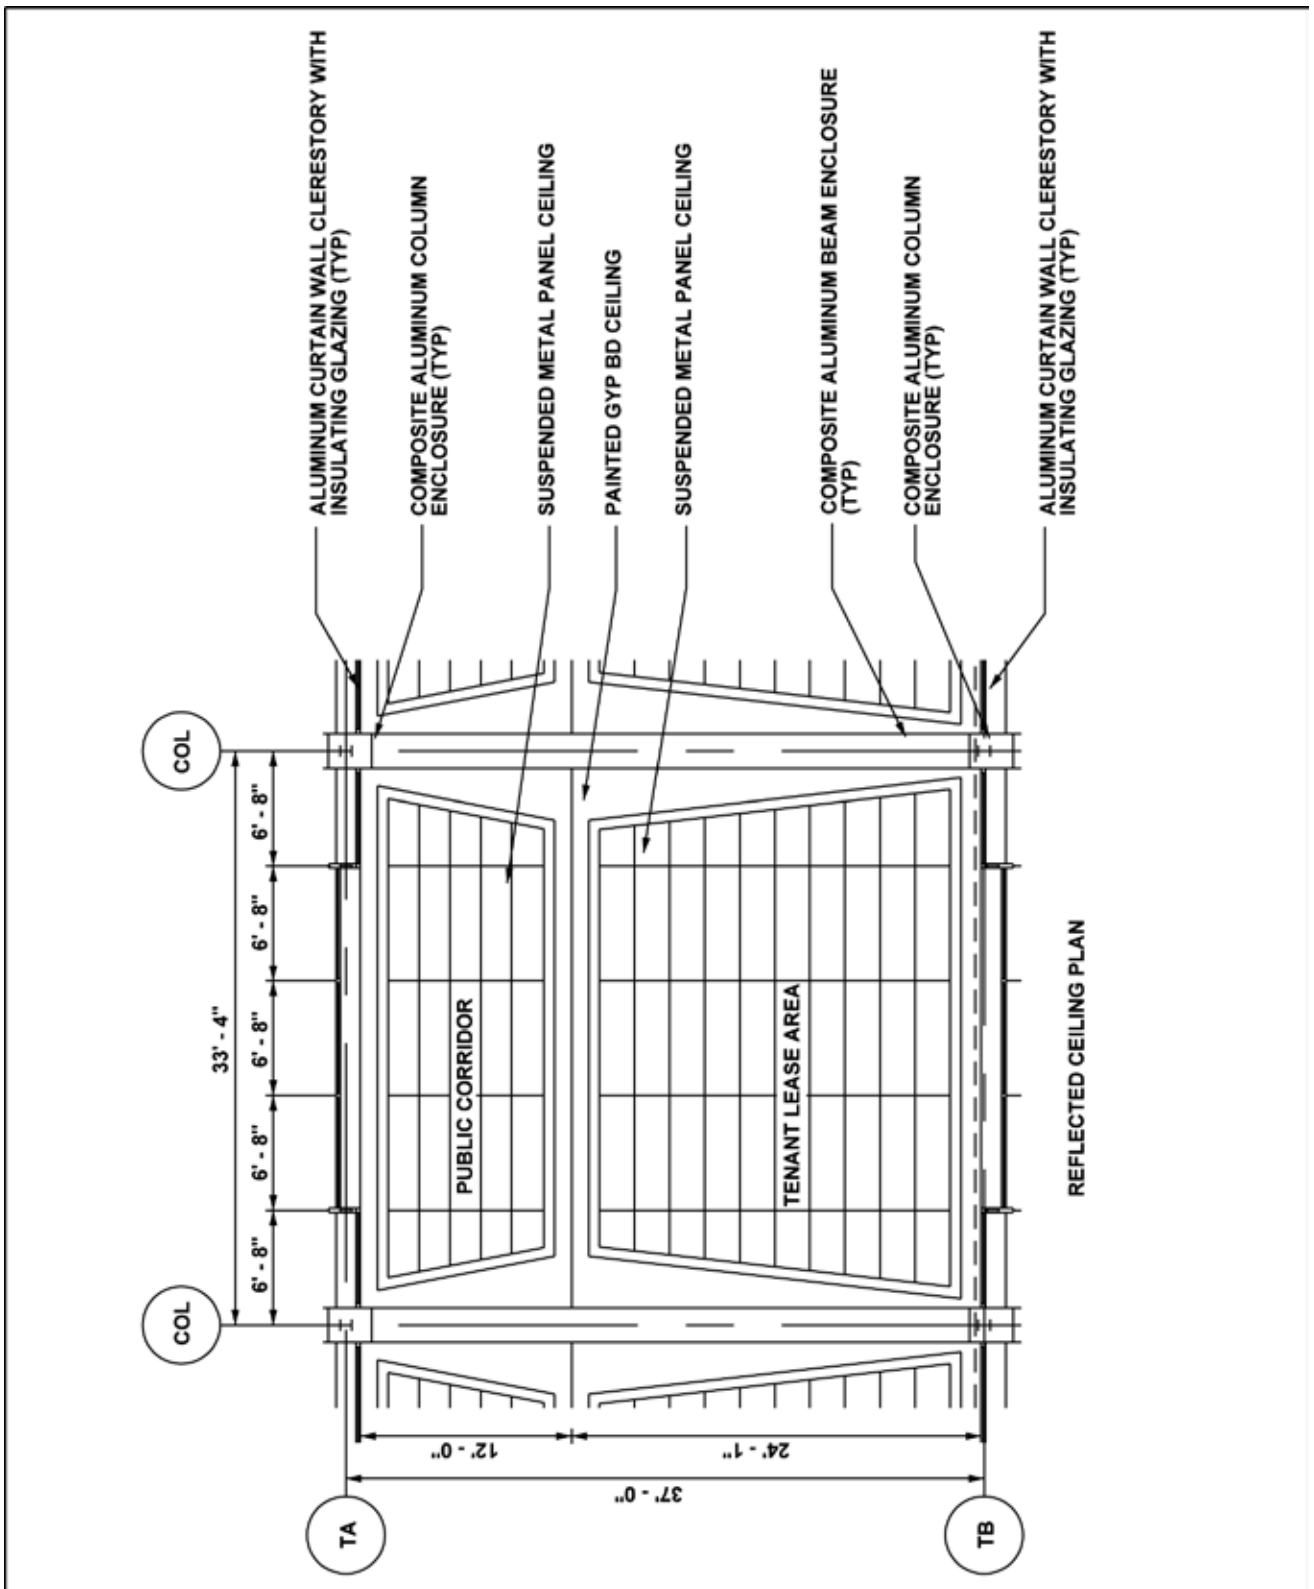 ALUMINUM CURTAIN WALL CLERESTORY WITH
INSULATING GLAZING (TYP)
COMPOSITE ALUMINUM COLUMN
ENCLOSURE (TYP)
SUSPENDED METAL PANEL CEILING
PAINTED GYP BD CEILING
SUSPENDED METAL PANEL CEILING
COMPOSITE ALUMINUM BEAM ENCLOSURE
(TYP)
COMPOSITE ALUMINUM COLUMN
ENCLOSURE (TYP)
ALUMINUM CURTAIN WALL CLERESTORY WITH
INSULATING GLAZING (TYP)
COL
COL
33' - 4"
6' - 8"
6' - 8"
6' - 8"
6' - 8"
6' - 8"
PUBLIC CORRIDOR
TENANT LEASE AREA
12' - 0"
24' - 1"
37' - 0"
TA
TB
REFLECTED CEILING PLAN